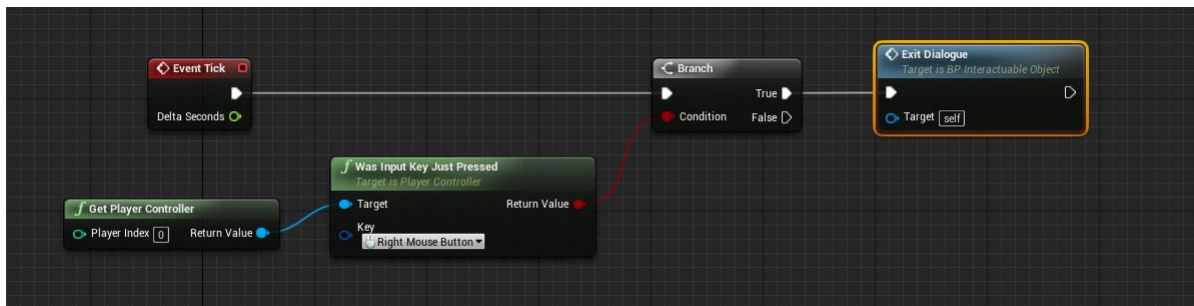 Event Tick
Delta Seconds
Get Player Controller
Player Index 0 Return Value
Was Input Key Just Pressed
Target is Player Controller
Target Return Value
Key
Right Mouse Button
Branch
True
Condition False
Exit Dialogue
Target is BP Interactuable Object
Target self